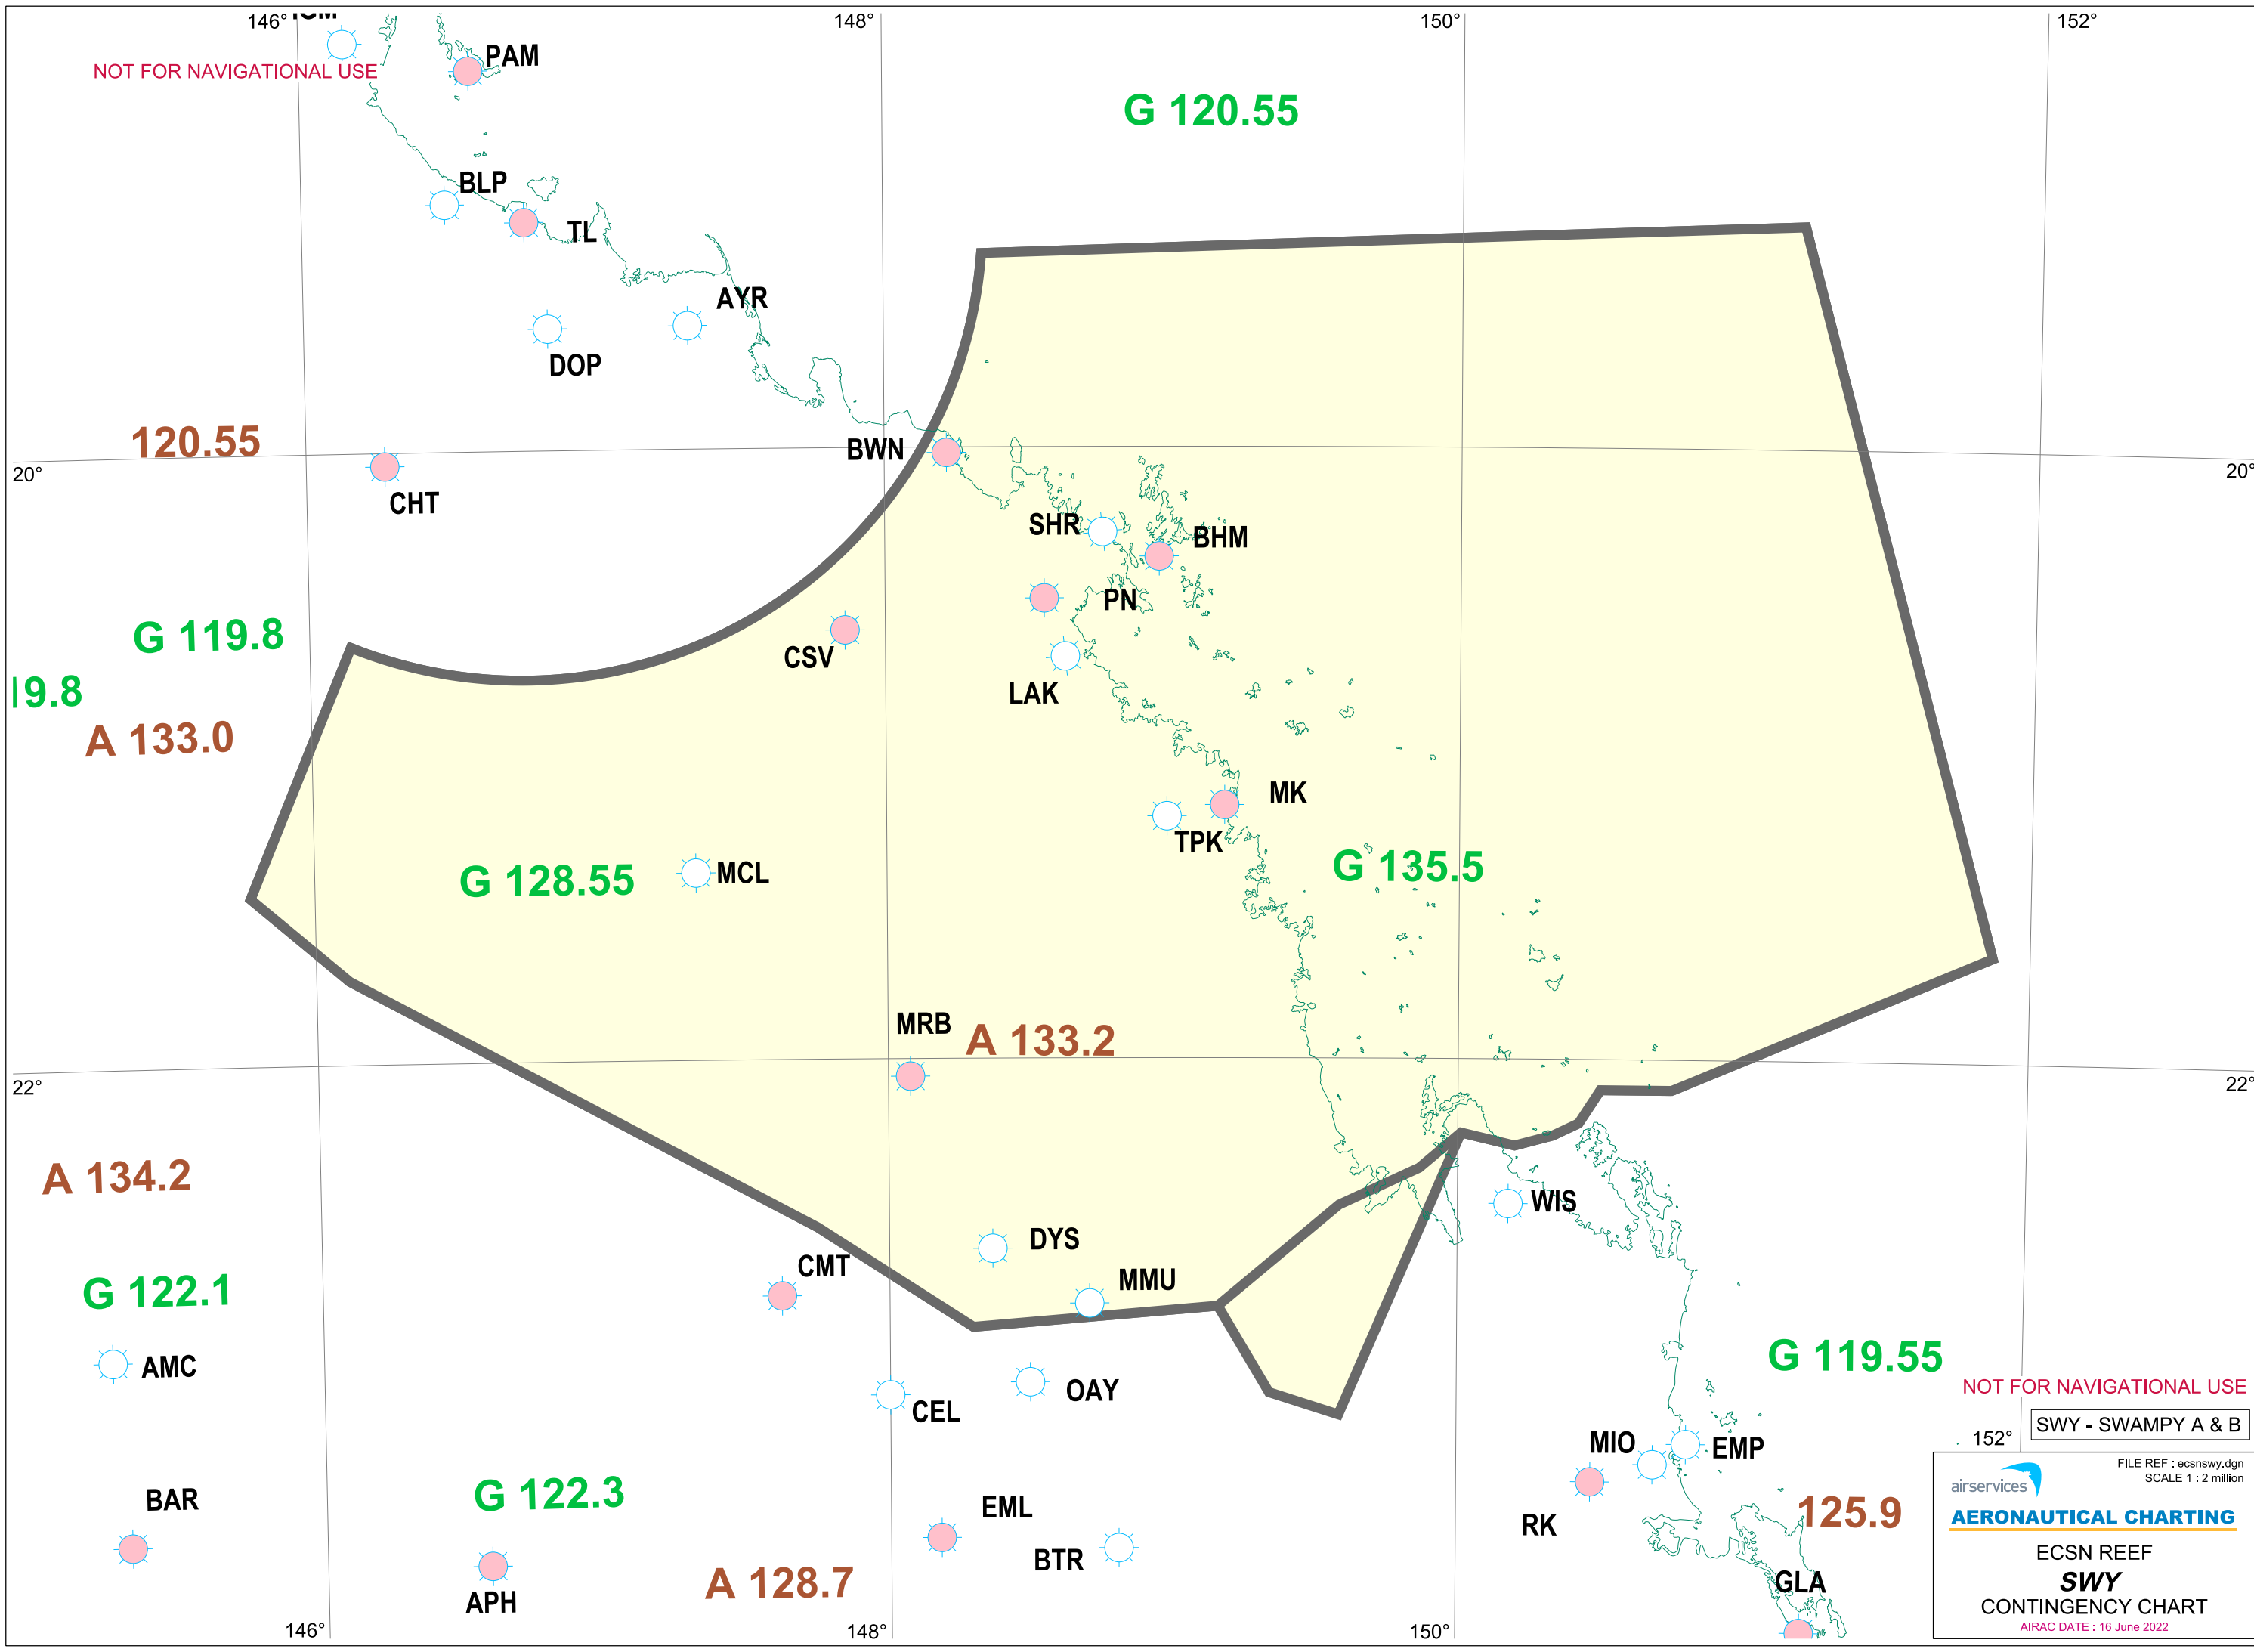 146°
148°
150°
152°
NOT FOR NAVIGATIONAL USE
PAM
G 120.55
BLP
TL
AYR
DOP
120.55
BWN
20°
20°
CHT
SHR
BHM
PN
G 119.8
CSV
LAK
19.8
A 133.0
MK
TPK
G 135.5
G 128.55
MCL
MRB
A 133.2
22°
22°
A 134.2
WIS
DYS
CMT
MMU
G 122.1
G 119.55
AMC
OAY
NOT FOR NAVIGATIONAL USE
CEL
SWY - SWAMPY A & B
MIO
EMP
152°
FILE REF : ecsnswy.dgn
SCALE 1 : 2 million
airservices
BAR
G 122.3
EML
125.9
AERONAUTICAL CHARTING
RK
BTR
ECSN REEF
A 128.7
GLA
SWY
APH
CONTINGENCY CHART
AIRAC DATE : 16 June 2022
146°
148°
150°